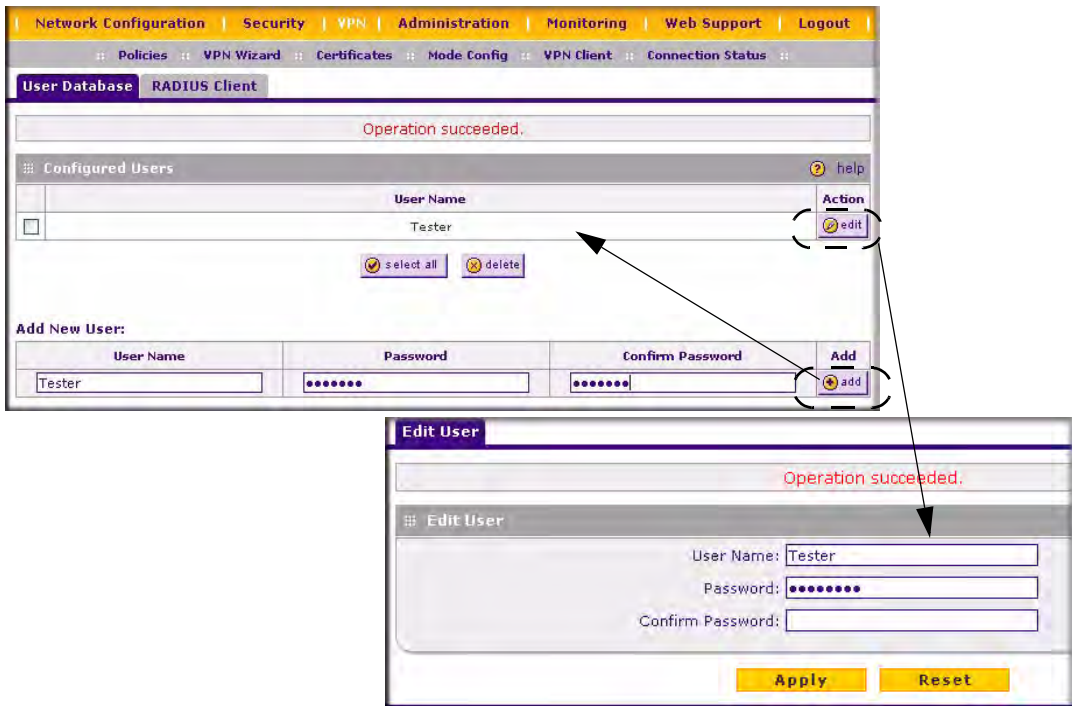 Network Configuration | Security | VPN | Administration | Monitoring | Web Support | Logout
:: Policies :: VPN Wizard :: Certificates :: Mode Config :: VPN Client :: Connection Status ::
User Database RADIUS Client
Operation succeeded.
Configured Users ? help
User Name Action
Tester edit
select all delete
Add New User:
User Name Password Confirm Password Add
Tester ●●●●●●● ●●●●●●● add
Edit User
Operation succeeded.
Edit User
User Name: Tester
Password: ●●●●●●●●
Confirm Password:
Apply Reset